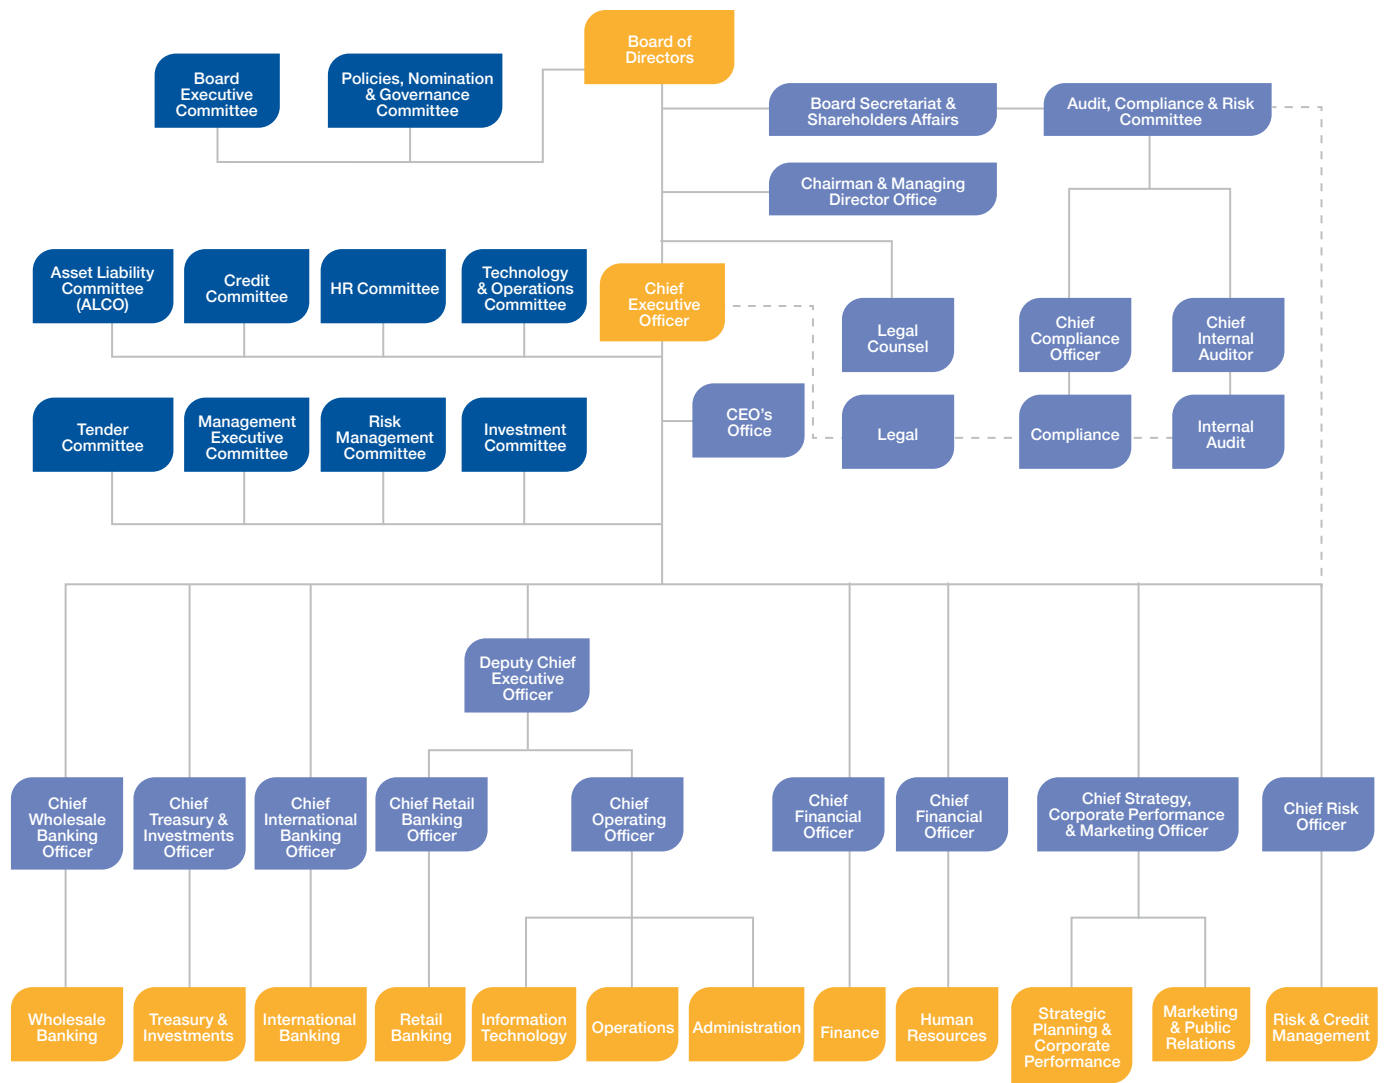 Board of
Directors
Board
Executive
Committee
Policies, Nomination
& Governance
Committee
Board Secretariat &
Shareholders Affairs
Audit, Compliance & Risk
Committee
Chairman & Managing
Director Office
Asset Liability
Committee
(ALCO)
Credit
Committee
HR Committee
Technology
& Operations
Committee
Chief
Executive
Officer
Legal
Counsel
Chief
Compliance
Officer
Chief
Internal
Auditor
Tender
Committee
Management
Executive
Committee
Risk
Management
Committee
Investment
Committee
CEO's
Office
Legal
Compliance
Internal
Audit
Deputy Chief
Executive
Officer
Chief
Wholesale
Banking
Officer
Chief
Treasury &
Investments
Officer
Chief
International
Banking
Officer
Chief Retail
Banking
Officer
Chief
Operating
Officer
Chief
Financial
Officer
Chief
Financial
Officer
Chief Strategy,
Corporate Performance
& Marketing Officer
Chief Risk
Officer
Wholesale
Banking
Treasury &
Investments
International
Banking
Retail
Banking
Information
Technology
Operations
Administration
Finance
Human
Resources
Strategic
Planning &
Corporate
Performance
Marketing
& Public
Relations
Risk & Credit
Management